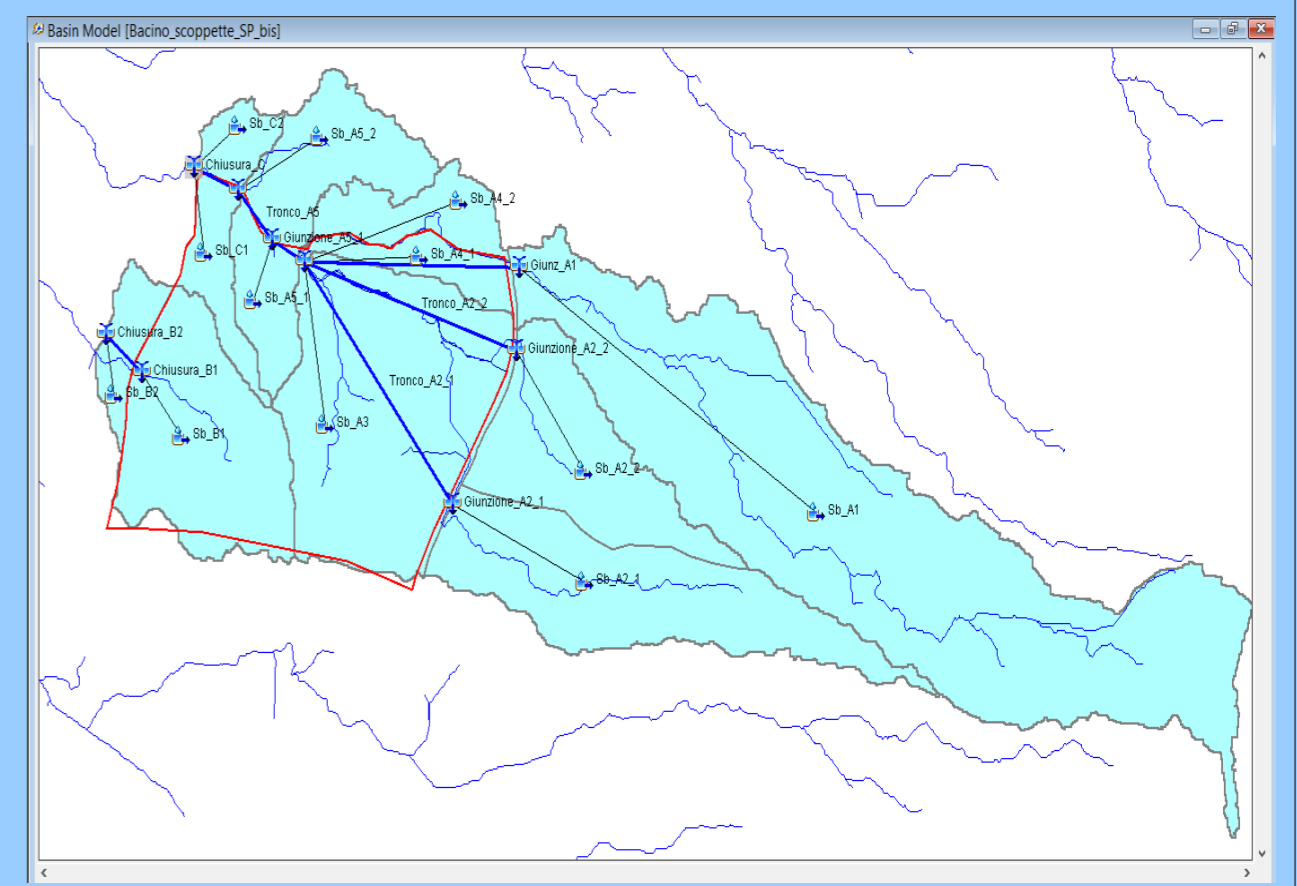 Basin Model [Bacino_scoppette_SP_bis]
Sb_C2
Sb_A5_2
Chiusura_C
Sb_A4_2
Tronco_A5
Giunzione_A5_1
Sb_C1
Sb_A4_1
Giunz_A1
Sb_A5_1
Tronco_A2_2
Chiusura_B2
Giunzione_A2_2
Chiusura_B1
Tronco_A2_1
Sb_B2
Sb_A3
Sb_B1
Sb_A2_2
Giunzione_A2_1
Sb_A1
Sb_A2_1